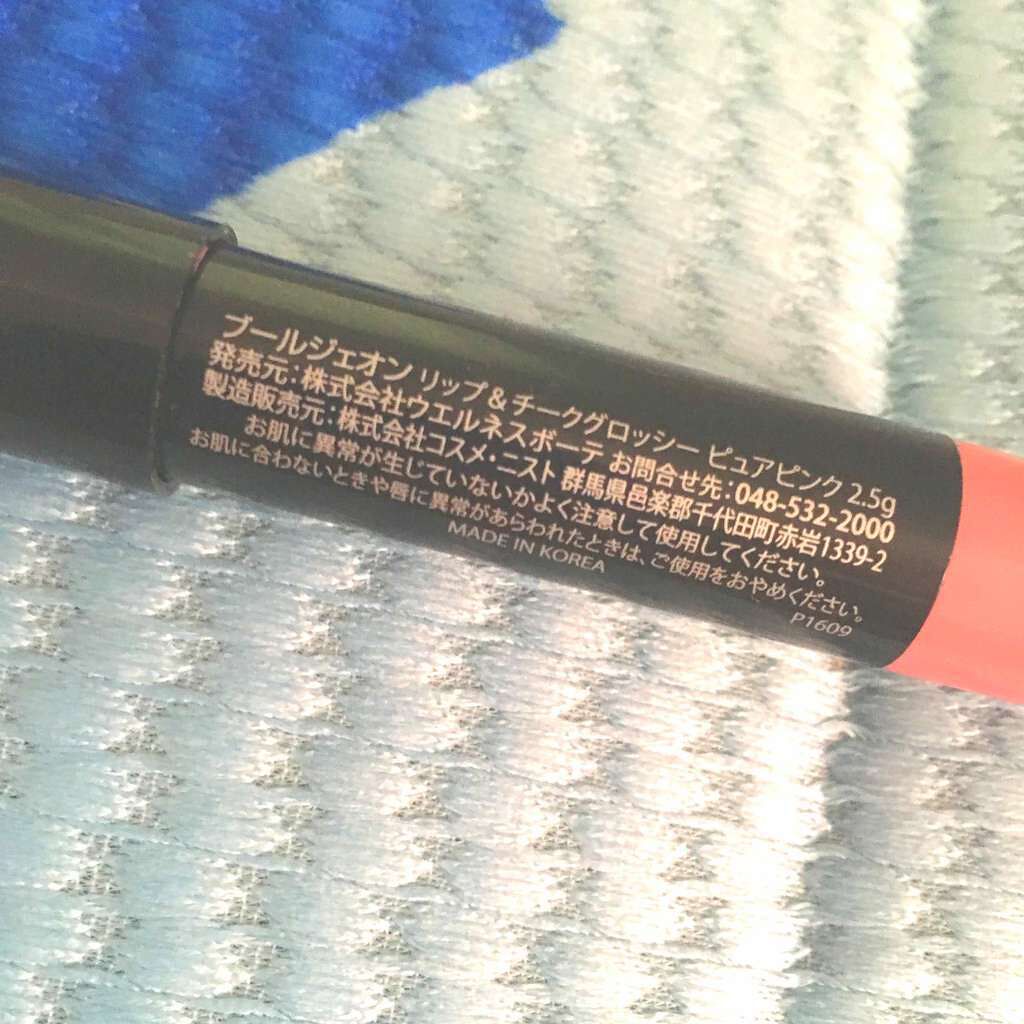 ブールジェオン リップ＆チークグロッシー ピュアピンク 2.5g
発売元：株式会社ウエルネスボーテ お問合せ先：048-532-2000
製造販売元：株式会社コスメ・ニスト 群馬県邑楽郡千代田町赤岩1339-2
お肌に異常が生じていないかよく注意して使用してください。
お肌に合わないときや唇に異常があらわれたときは、ご使用をおやめください。
MADE IN KOREA
P1609